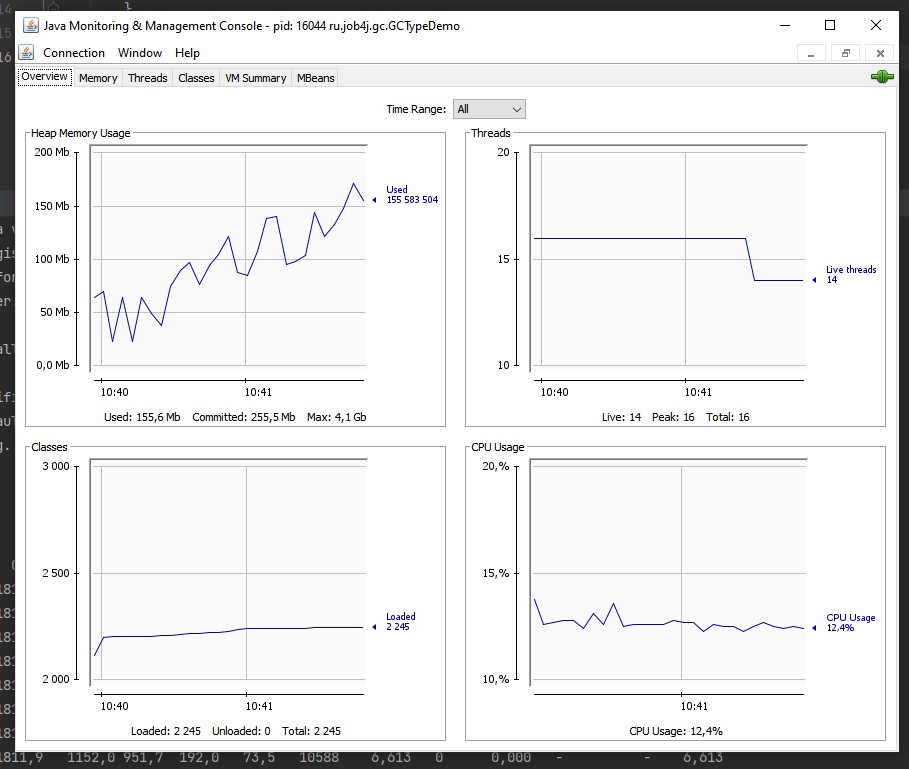 14
}
Java Monitoring & Management Console - pid: 16044 ru.job4j.gc.GCTypeDemo
Connection Window Help
Overview Memory Threads Classes VM Summary MBeans
Time Range: All
Heap Memory Usage
200 Mb
150 Mb
100 Mb
50 Mb
0,0 Mb
Used
155 583 504
10:40 10:41
Used: 155,6 Mb Committed: 255,5 Mb Max: 4,1 Gb
Threads
20
15
10
Live threads
14
10:40 10:41
Live: 14 Peak: 16 Total: 16
Classes
3 000
2 500
2 000
Loaded
2 245
10:40 10:41
Loaded: 2 245 Unloaded: 0 Total: 2 245
CPU Usage
20,%
15,%
10,%
CPU Usage
12,4%
10:41
CPU Usage: 12,4%
1811,9 1152,0 951,7 192,0 73,5 10588 6,613 0 0,000 - - 6,613